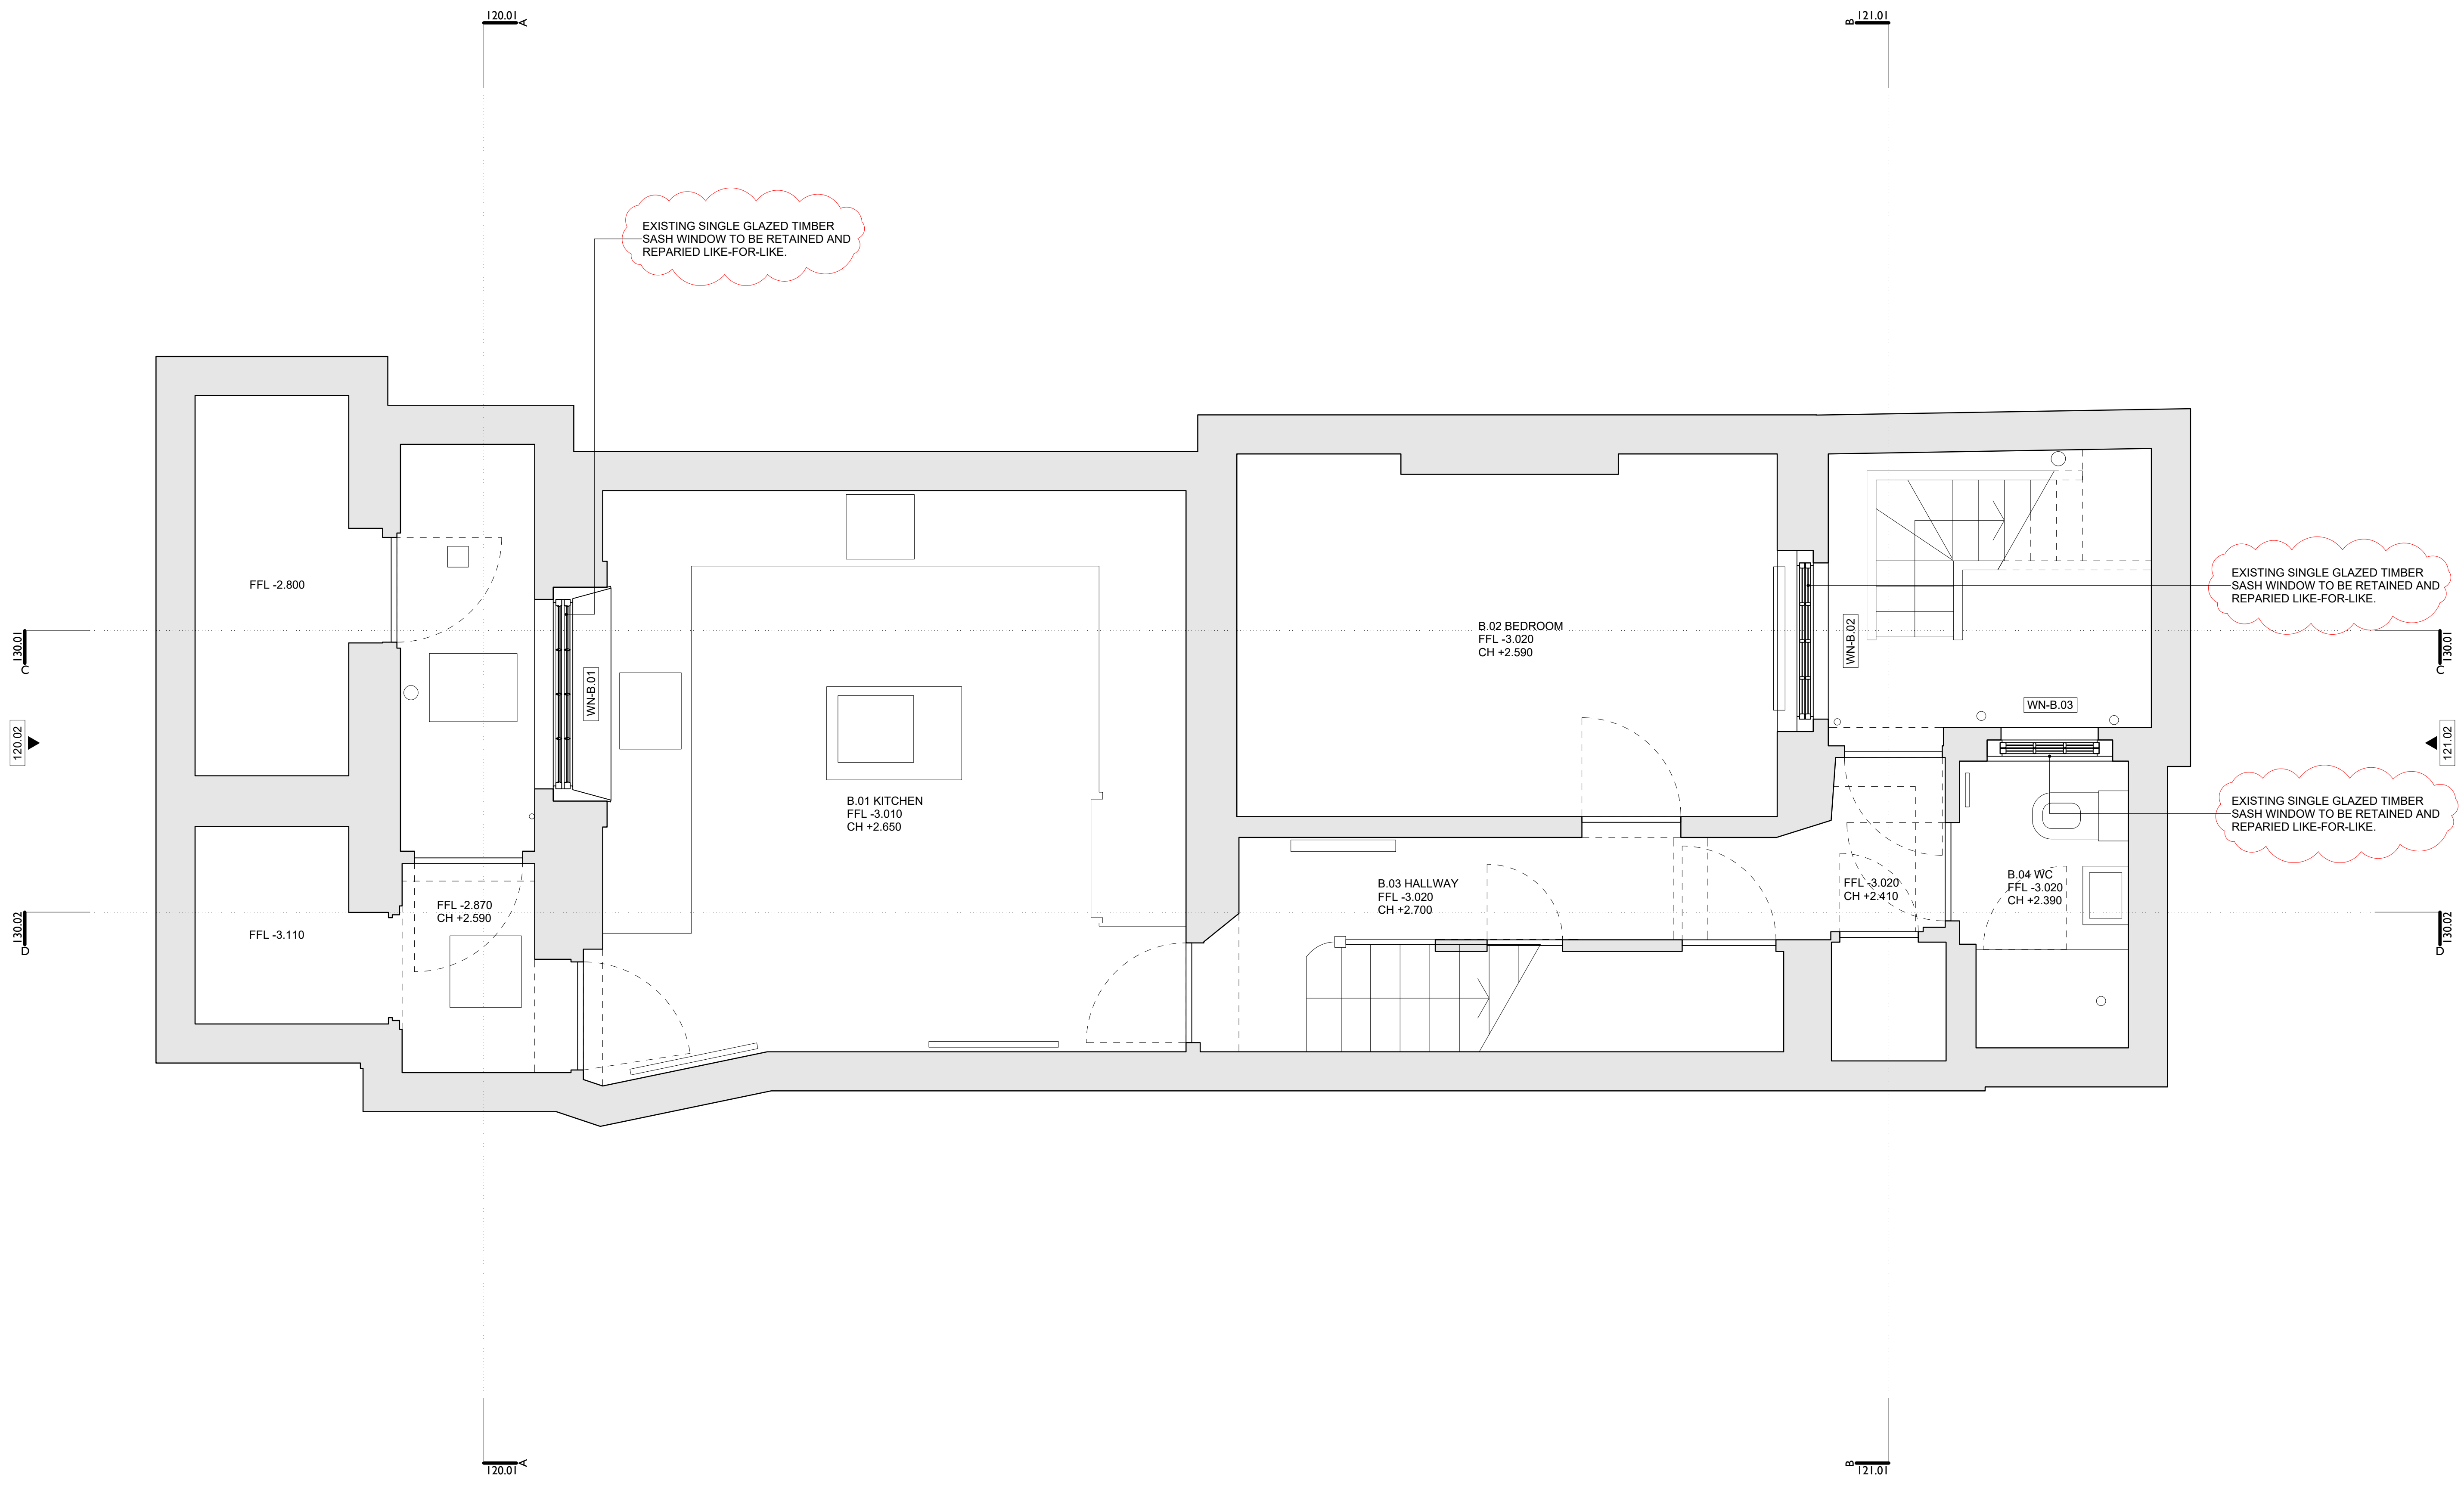 120.01
A
B
121.01
EXISTING SINGLE GLAZED TIMBER
SASH WINDOW TO BE RETAINED AND
REPARIED LIKE-FOR-LIKE.
FFL -2.800
130.01
C
120.02
WN-B.01
B.01 KITCHEN
FFL -3.010
CH +2.650
B.02 BEDROOM
FFL -3.020
CH +2.590
WN-B.02
WN-B.03
EXISTING SINGLE GLAZED TIMBER
SASH WINDOW TO BE RETAINED AND
REPARIED LIKE-FOR-LIKE.
130.01
C
121.02
EXISTING SINGLE GLAZED TIMBER
SASH WINDOW TO BE RETAINED AND
REPARIED LIKE-FOR-LIKE.
130.02
D
FFL -3.110
FFL -2.870
CH +2.590
B.03 HALLWAY
FFL -3.020
CH +2.700
FFL -3.020
CH +2.410
B.04 WC
FFL -3.020
CH +2.390
130.02
D
120.01
A
B
121.01